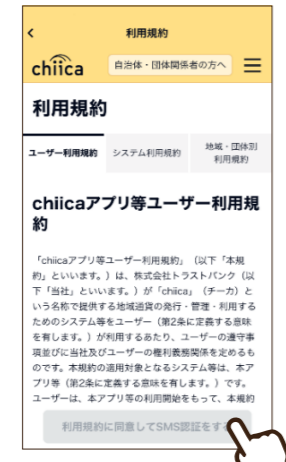 利用規約
chiica
自治体・団体関係者の方へ
利用規約
ユーザー利用規約
システム利用規約
地域・団体別
利用規約
chiicaアプリ等ユーザー利用規
約
「chiicaアプリ等ユーザー利用規約」（以下「本規
約」といいます。）は、株式会社トラストバンク（以
下「当社」といいます。）が「chiica」（チーカ）と
いう名称で提供する地域通貨の発行・管理・利用する
ためのシステム等をユーザー（第2条に定義する意味
を有します。）が利用するあたり、ユーザーの遵守事
項並びに当社及びユーザーの権利義務関係を定めるも
のです。本規約の適用対象となるシステム等は、本ア
プリ等（第2条に定義する意味を有します。）です。
ユーザーは、本アプリ等の利用開始をもって、本規約
利用規約に同意してSMS認証をする